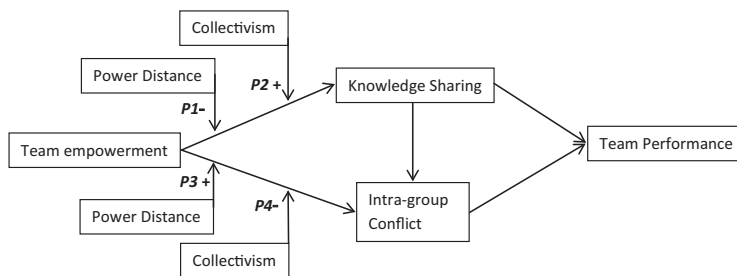 Collectivism
Power Distance
P2 +
Knowledge Sharing
P1-
Team empowerment
Team Performance
P3 +
Power Distance
P4-
Intra-group
Conflict
Collectivism